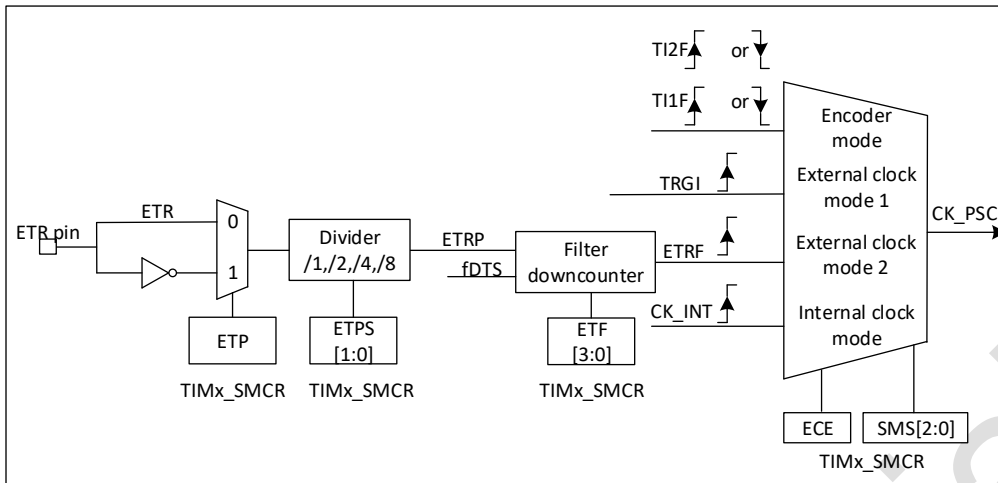 TI2F or
TI1F or
Encoder
mode
TRGI
External clock
mode 1
CK_PSC
ETR pin
ETR
0
1
Divider
/1,/2,/4,/8
ETRP
fDTS
Filter
downcounter
ETRF
External clock
mode 2
CK_INT
Internal clock
mode
ETP
ETPS
[1:0]
ETF
[3:0]
TIMx_SMCR
TIMx_SMCR
TIMx_SMCR
ECE
SMS[2:0]
TIMx_SMCR